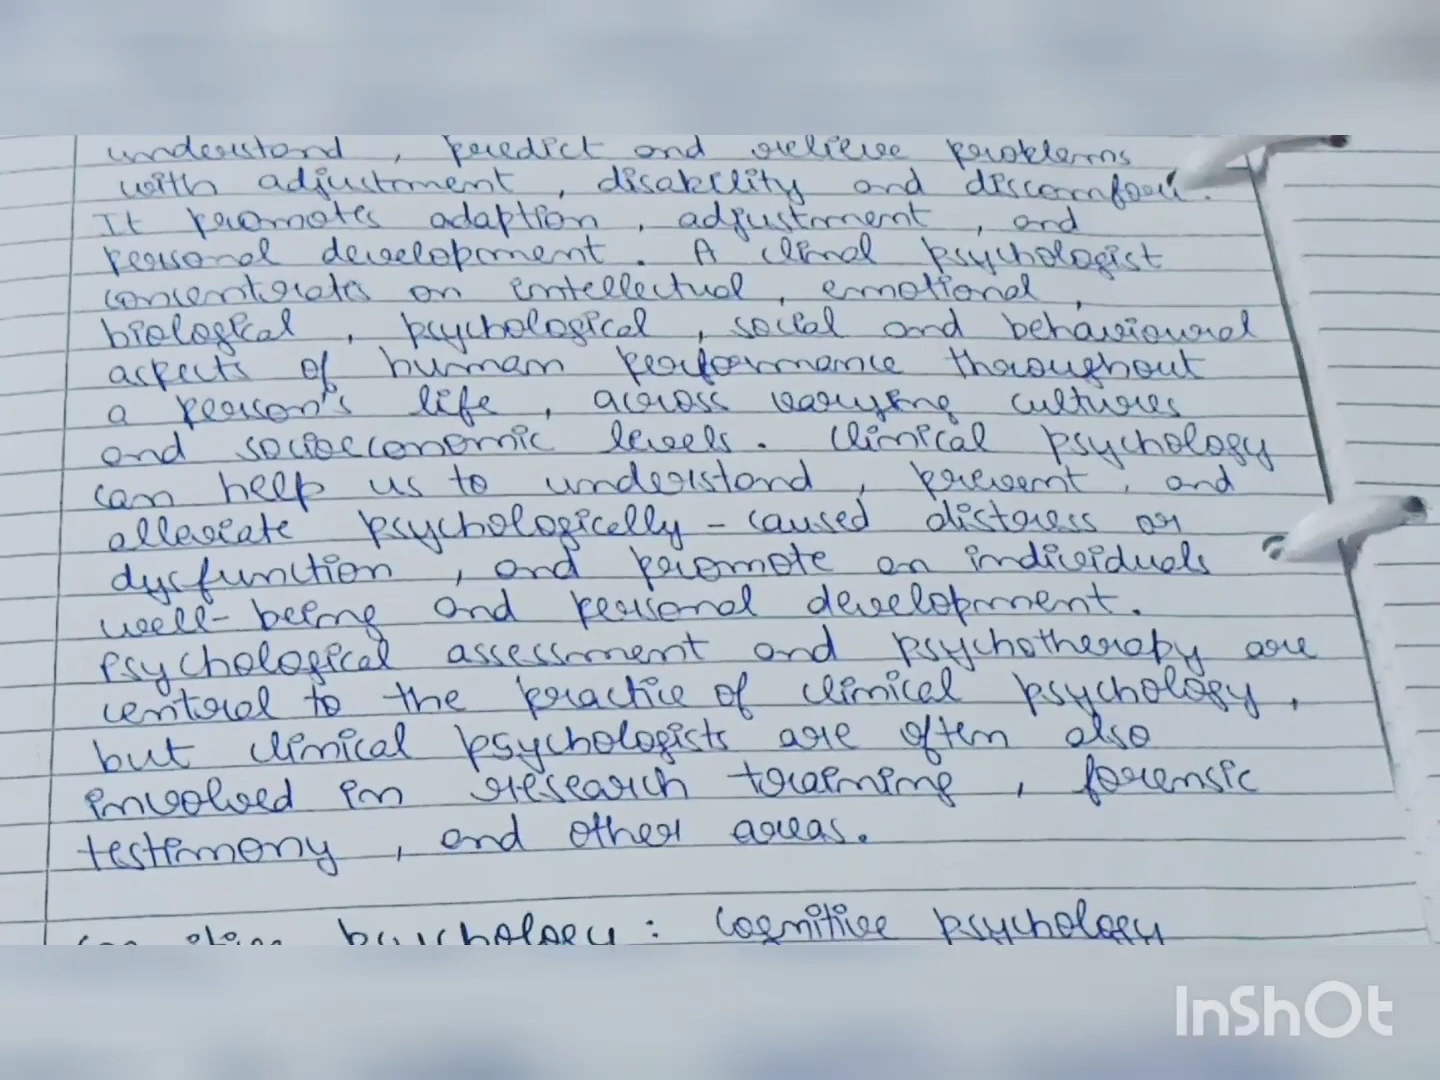 understand, predict and relieve problems
with adjustment, disability and discomfort.
It promotes adaption, adjustment, and
personal development. A clinal psychologist
concentrates on intellectual, emotional,
biological, psychological, social and behavioural
aspects of human performance throughout
a person's life, across varying cultures
and socioeconomic levels. Clinical psychology
can help us to understand, prevent, and
alleviate psychologically-caused distress or
dysfunction, and promote an individuals
well-being and personal development.
Psychological assessment and psychotherapy are
central to the practice of clinical psychology,
but clinical psychologists are often also
involved in research training, forensic
testimony, and other areas.
Cognitive psychology: Cognitive psychology
InShOt